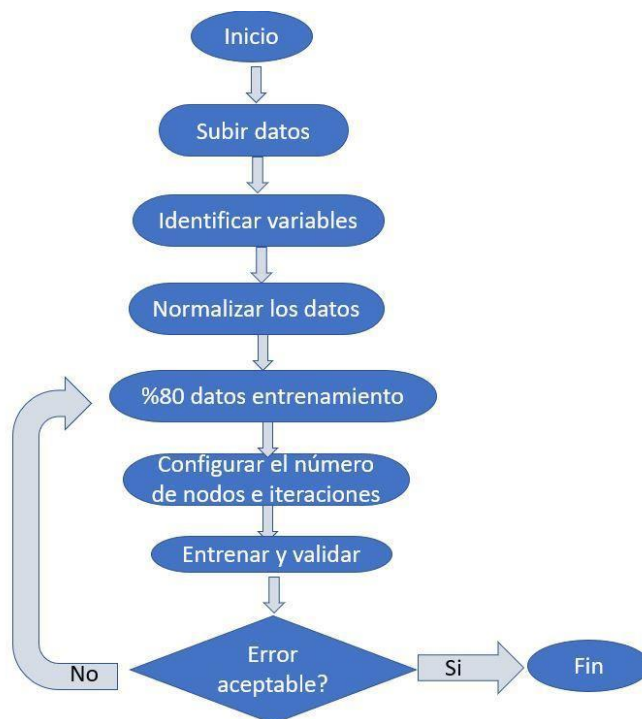 Inicio
Subir datos
Identificar variables
Normalizar los datos
%80 datos entrenamiento
Configurar el número
de nodos e iteraciones
Entrenar y validar
Error
aceptable?
No
Si
Fin